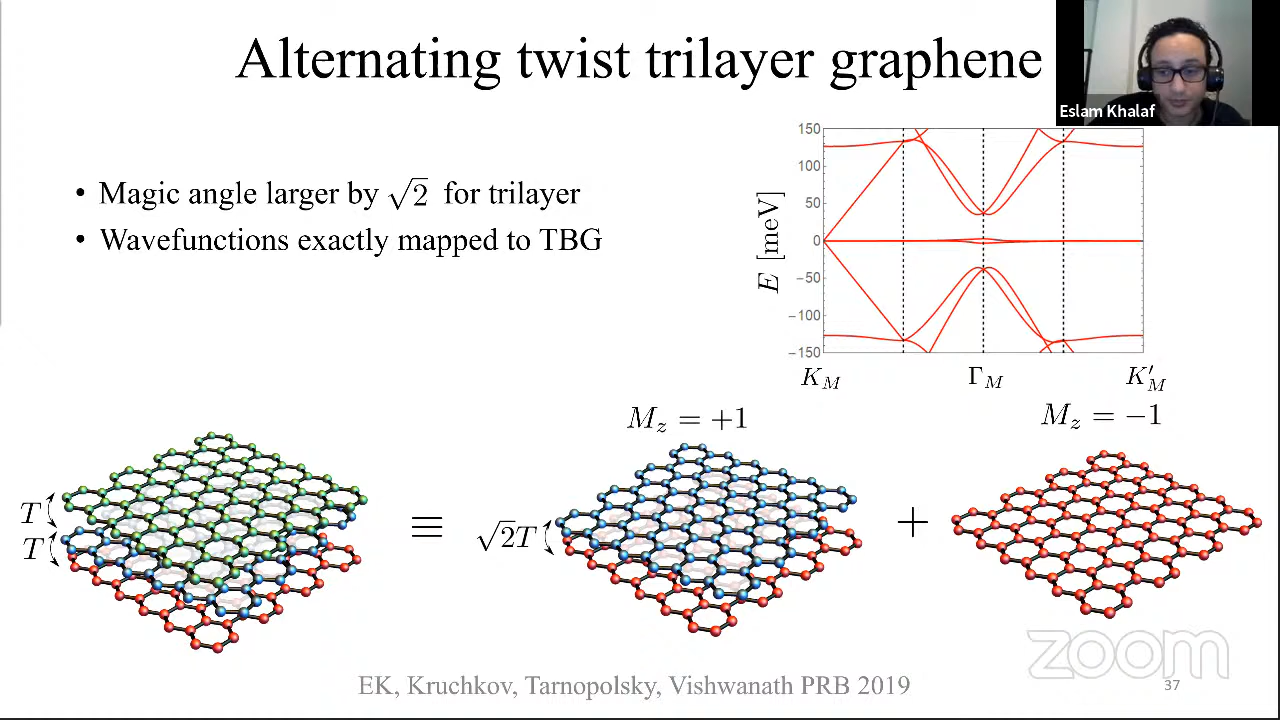 Alternating twist trilayer graphene
Eslam Khalaf
• Magic angle larger by √2 for trilayer
• Wavefunctions exactly mapped to TBG
E [meV]
150
100
50
0
−50
−100
−150
K_M
Γ_M
K′_M
M_z = +1
M_z = −1
T
T
≡
√2T
+
zoom
EK, Kruchkov, Tarnopolsky, Vishwanath PRB 2019
37